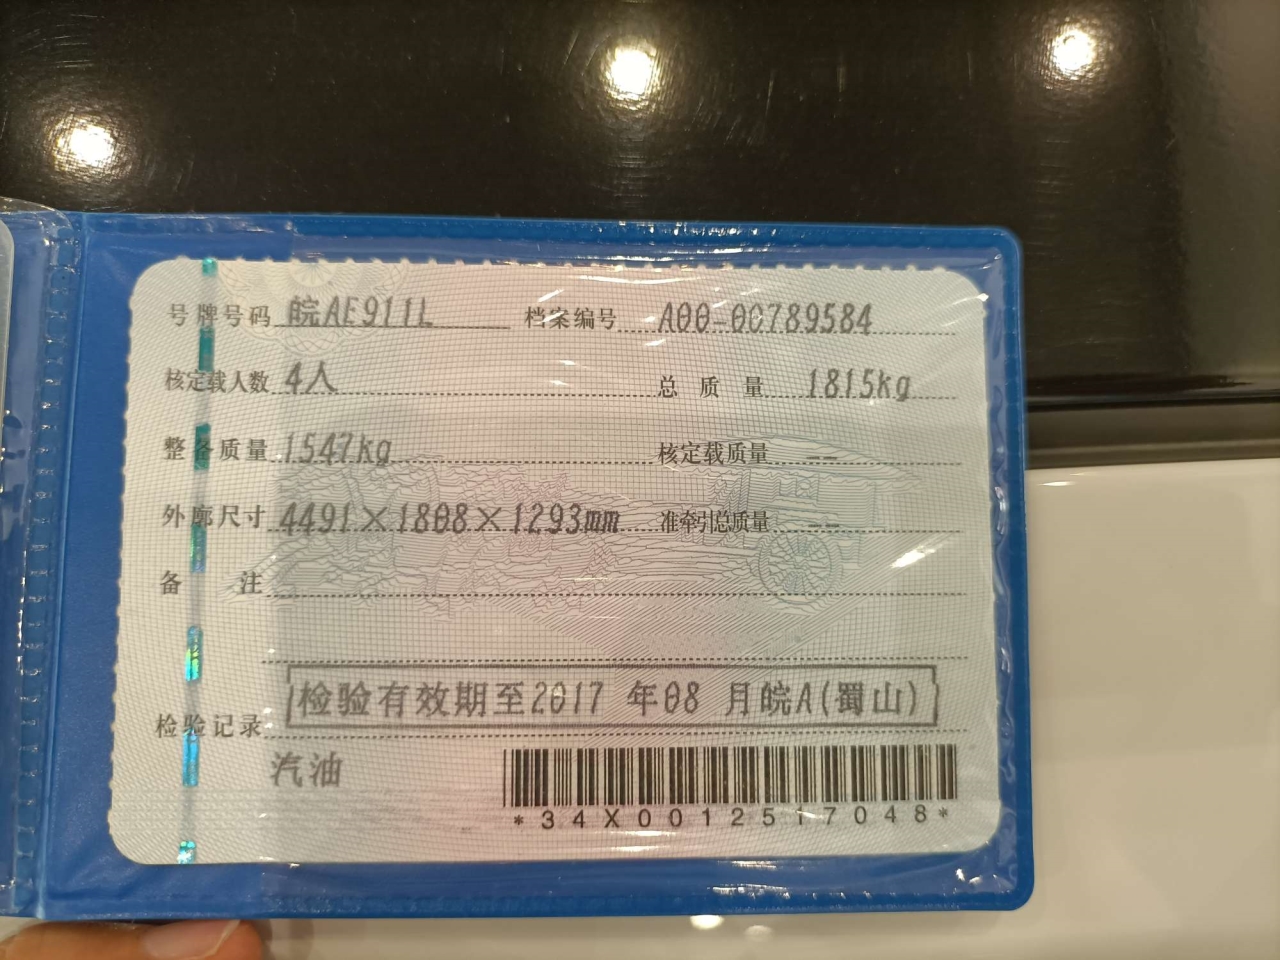 号牌号码 皖AE911L 档案编号 A00-00789584
核定载人数 4人 总质量 1815kg
整备质量 1547kg 核定载质量 --
外廓尺寸 4491×1808×1293mm 准牵引总质量 --
备注
检验记录 检验有效期至2017 年08 月皖A(蜀山)
汽油
*34X0012517048*